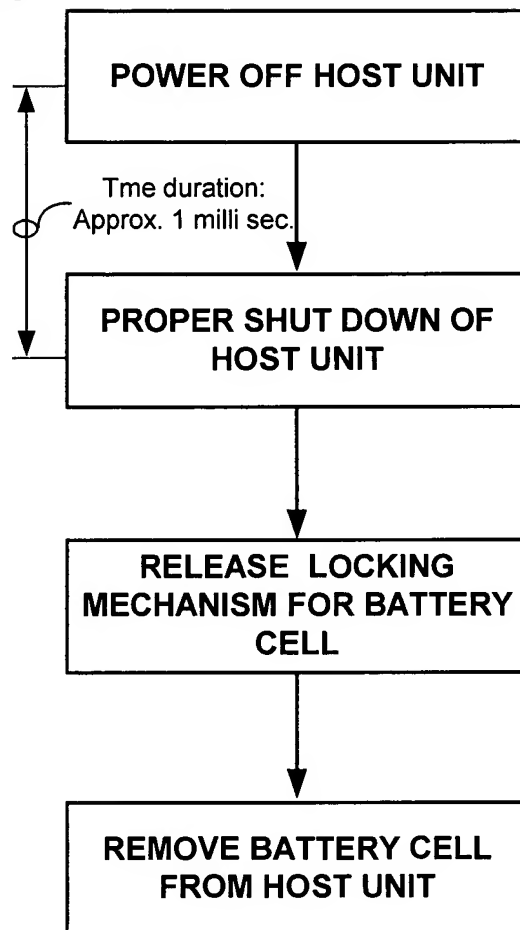 POWER OFF HOST UNIT
Tme duration:
Approx. 1 milli sec.
PROPER SHUT DOWN OF
HOST UNIT
RELEASE LOCKING
MECHANISM FOR BATTERY
CELL
REMOVE BATTERY CELL
FROM HOST UNIT